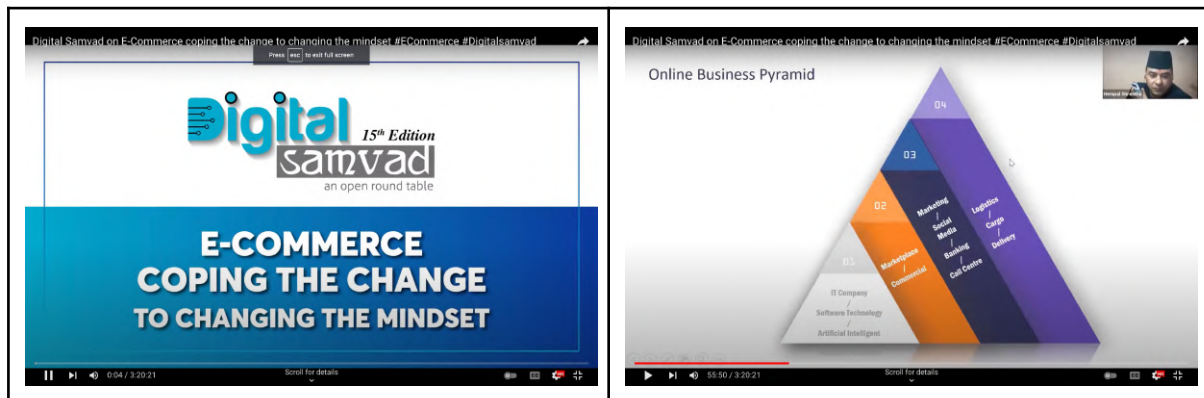 Digital Samvad on E-Commerce coping the change to changing the mindset #ECommerce #Digitalsamvad
Press esc to exit full screen
Digital
15th Edition
samvad
an open round table
E-COMMERCE
COPING THE CHANGE
TO CHANGING THE MINDSET
0:04 / 3:20:21
Scroll for details
Digital Samvad on E-Commerce coping the change to changing the mindset #ECommerce #Digitalsamvad
Online Business Pyramid
04
03
02
01
Marketing
/
Social
Media
/
Banking
/
Call Centre
Logistics
/
Cargo
/
Delivery
Marketplace
/
Commercial
IT Company
/
Software Technology
/
Artificial Intelligent
55:50 / 3:20:21
Scroll for details